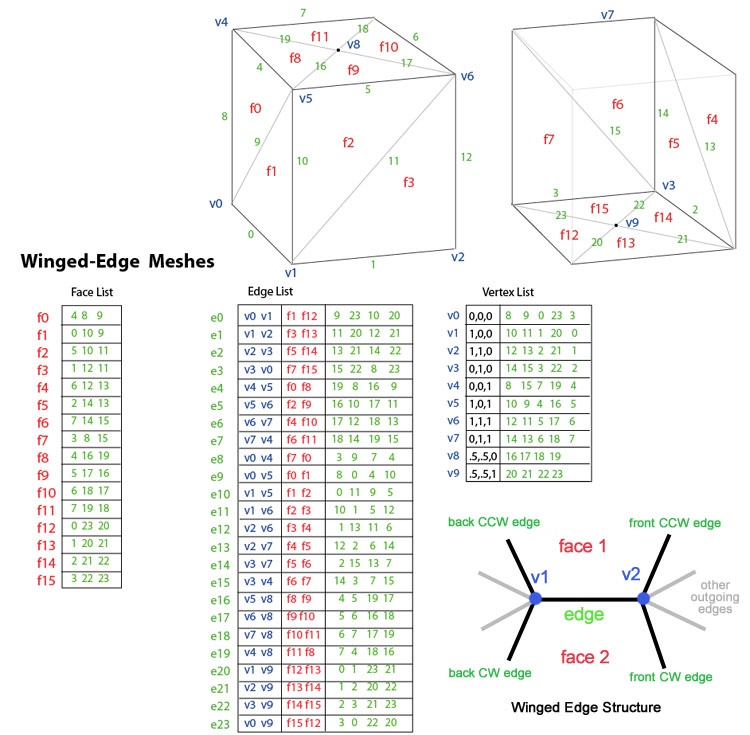 v4
7
v7
19
f11
18
v8
6
f10
f8
16
f9
17
4
v6
5
v5
8
f0
9
f1
10
f2
11
f3
12
v0
0
v1
1
v2
f6
14
f4
15
f5
13
f7
3
v3
23
f15
22
2
f14
v9
f12
20
f13
21
Winged-Edge Meshes
Face List
f0 4 8 9
f1 0 10 9
f2 5 10 11
f3 1 12 11
f4 6 12 13
f5 2 14 13
f6 7 14 15
f7 3 8 15
f8 4 16 19
f9 5 17 16
f10 6 18 17
f11 7 19 18
f12 0 23 20
f13 1 20 21
f14 2 21 22
f15 3 22 23
Edge List
e0 v0 v1 f1 f12 9 23 10 20
e1 v1 v2 f3 f13 11 20 12 21
e2 v2 v3 f5 f14 13 21 14 22
e3 v3 v0 f7 f15 15 22 8 23
e4 v4 v5 f0 f8 19 8 16 9
e5 v5 v6 f2 f9 16 10 17 11
e6 v6 v7 f4 f10 17 12 18 13
e7 v7 v4 f6 f11 18 14 19 15
e8 v0 v4 f7 f0 3 9 7 4
e9 v0 v5 f0 f1 8 0 4 10
e10 v1 v5 f1 f2 0 11 9 5
e11 v1 v6 f2 f3 10 1 5 12
e12 v2 v6 f3 f4 1 13 11 6
e13 v2 v7 f4 f5 12 2 6 14
e14 v3 v7 f5 f6 2 15 13 7
e15 v3 v4 f6 f7 14 3 7 15
e16 v5 v8 f8 f9 4 5 19 17
e17 v6 v8 f9 f10 5 6 16 18
e18 v7 v8 f10 f11 6 7 17 19
e19 v4 v8 f11 f8 7 4 18 16
e20 v1 v9 f12 f13 0 1 23 21
e21 v2 v9 f13 f14 1 2 20 22
e22 v3 v9 f14 f15 2 3 21 23
e23 v0 v9 f15 f12 3 0 22 20
Vertex List
v0 0,0,0 8 9 0 23 3
v1 1,0,0 10 11 1 20 0
v2 1,1,0 12 13 2 21 1
v3 0,1,0 14 15 3 22 2
v4 0,0,1 8 15 7 19 4
v5 1,0,1 10 9 4 16 5
v6 1,1,1 12 11 5 17 6
v7 0,1,1 14 13 6 18 7
v8 .5,.5,0 16 17 18 19
v9 .5,.5,1 20 21 22 23
back CCW edge
front CCW edge
face 1
v1
v2
other
outgoing
edges
edge
face 2
back CW edge
front CW edge
Winged Edge Structure